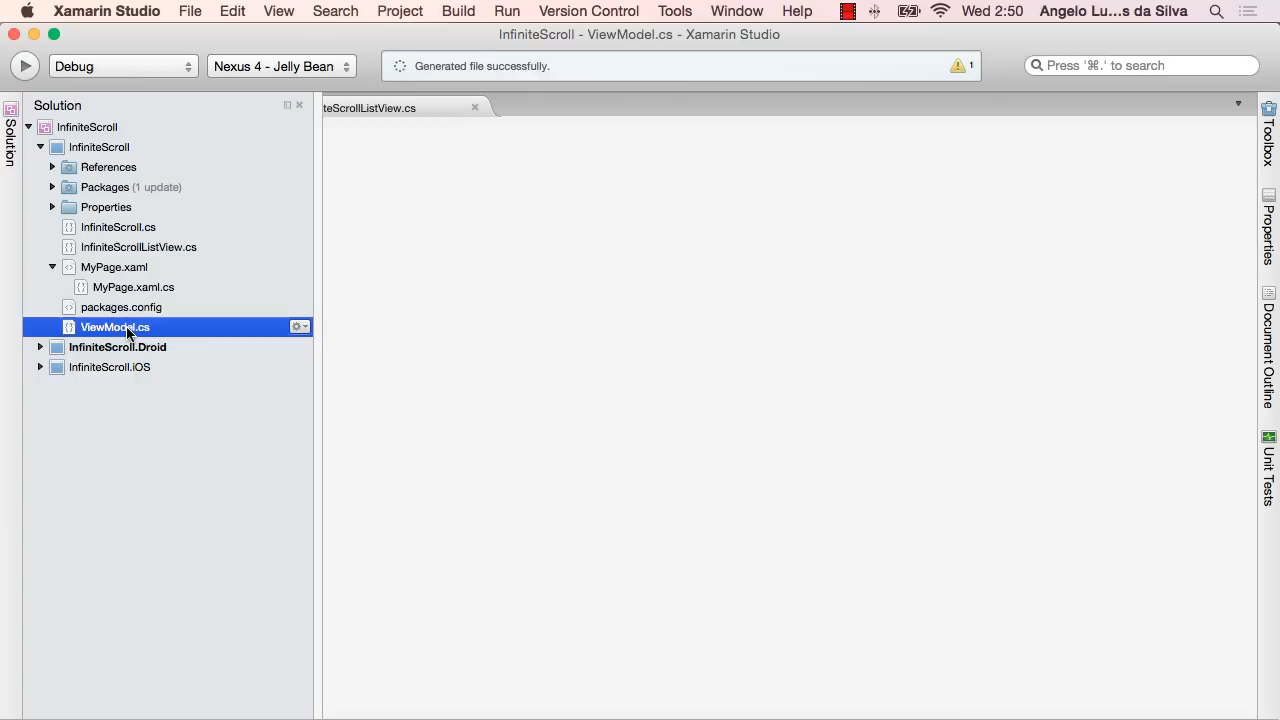 Xamarin Studio File Edit View Search Project Build Run Version Control Tools Window Help Wed 2:50 Angelo Lu...s da Silva
InfiniteScroll - ViewModel.cs - Xamarin Studio
Debug
Nexus 4 - Jelly Bean
Generated file successfully.
1
Press '⌘.' to search
Solution
Solution
InfiniteScroll
InfiniteScroll
References
Packages (1 update)
Properties
InfiniteScroll.cs
InfiniteScrollListView.cs
MyPage.xaml
MyPage.xaml.cs
packages.config
ViewModel.cs
InfiniteScroll.Droid
InfiniteScroll.iOS
teScrollListView.cs
Toolbox
Properties
Document Outline
Unit Tests